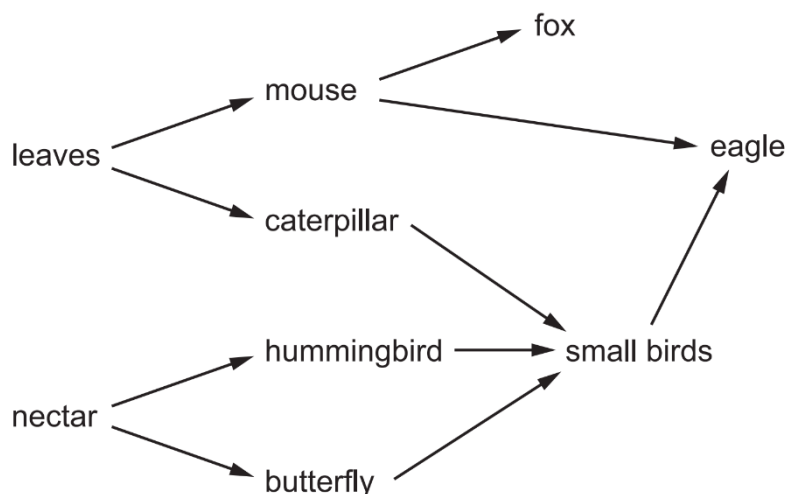 fox
mouse
eagle
leaves
caterpillar
hummingbird
small birds
nectar
butterfly